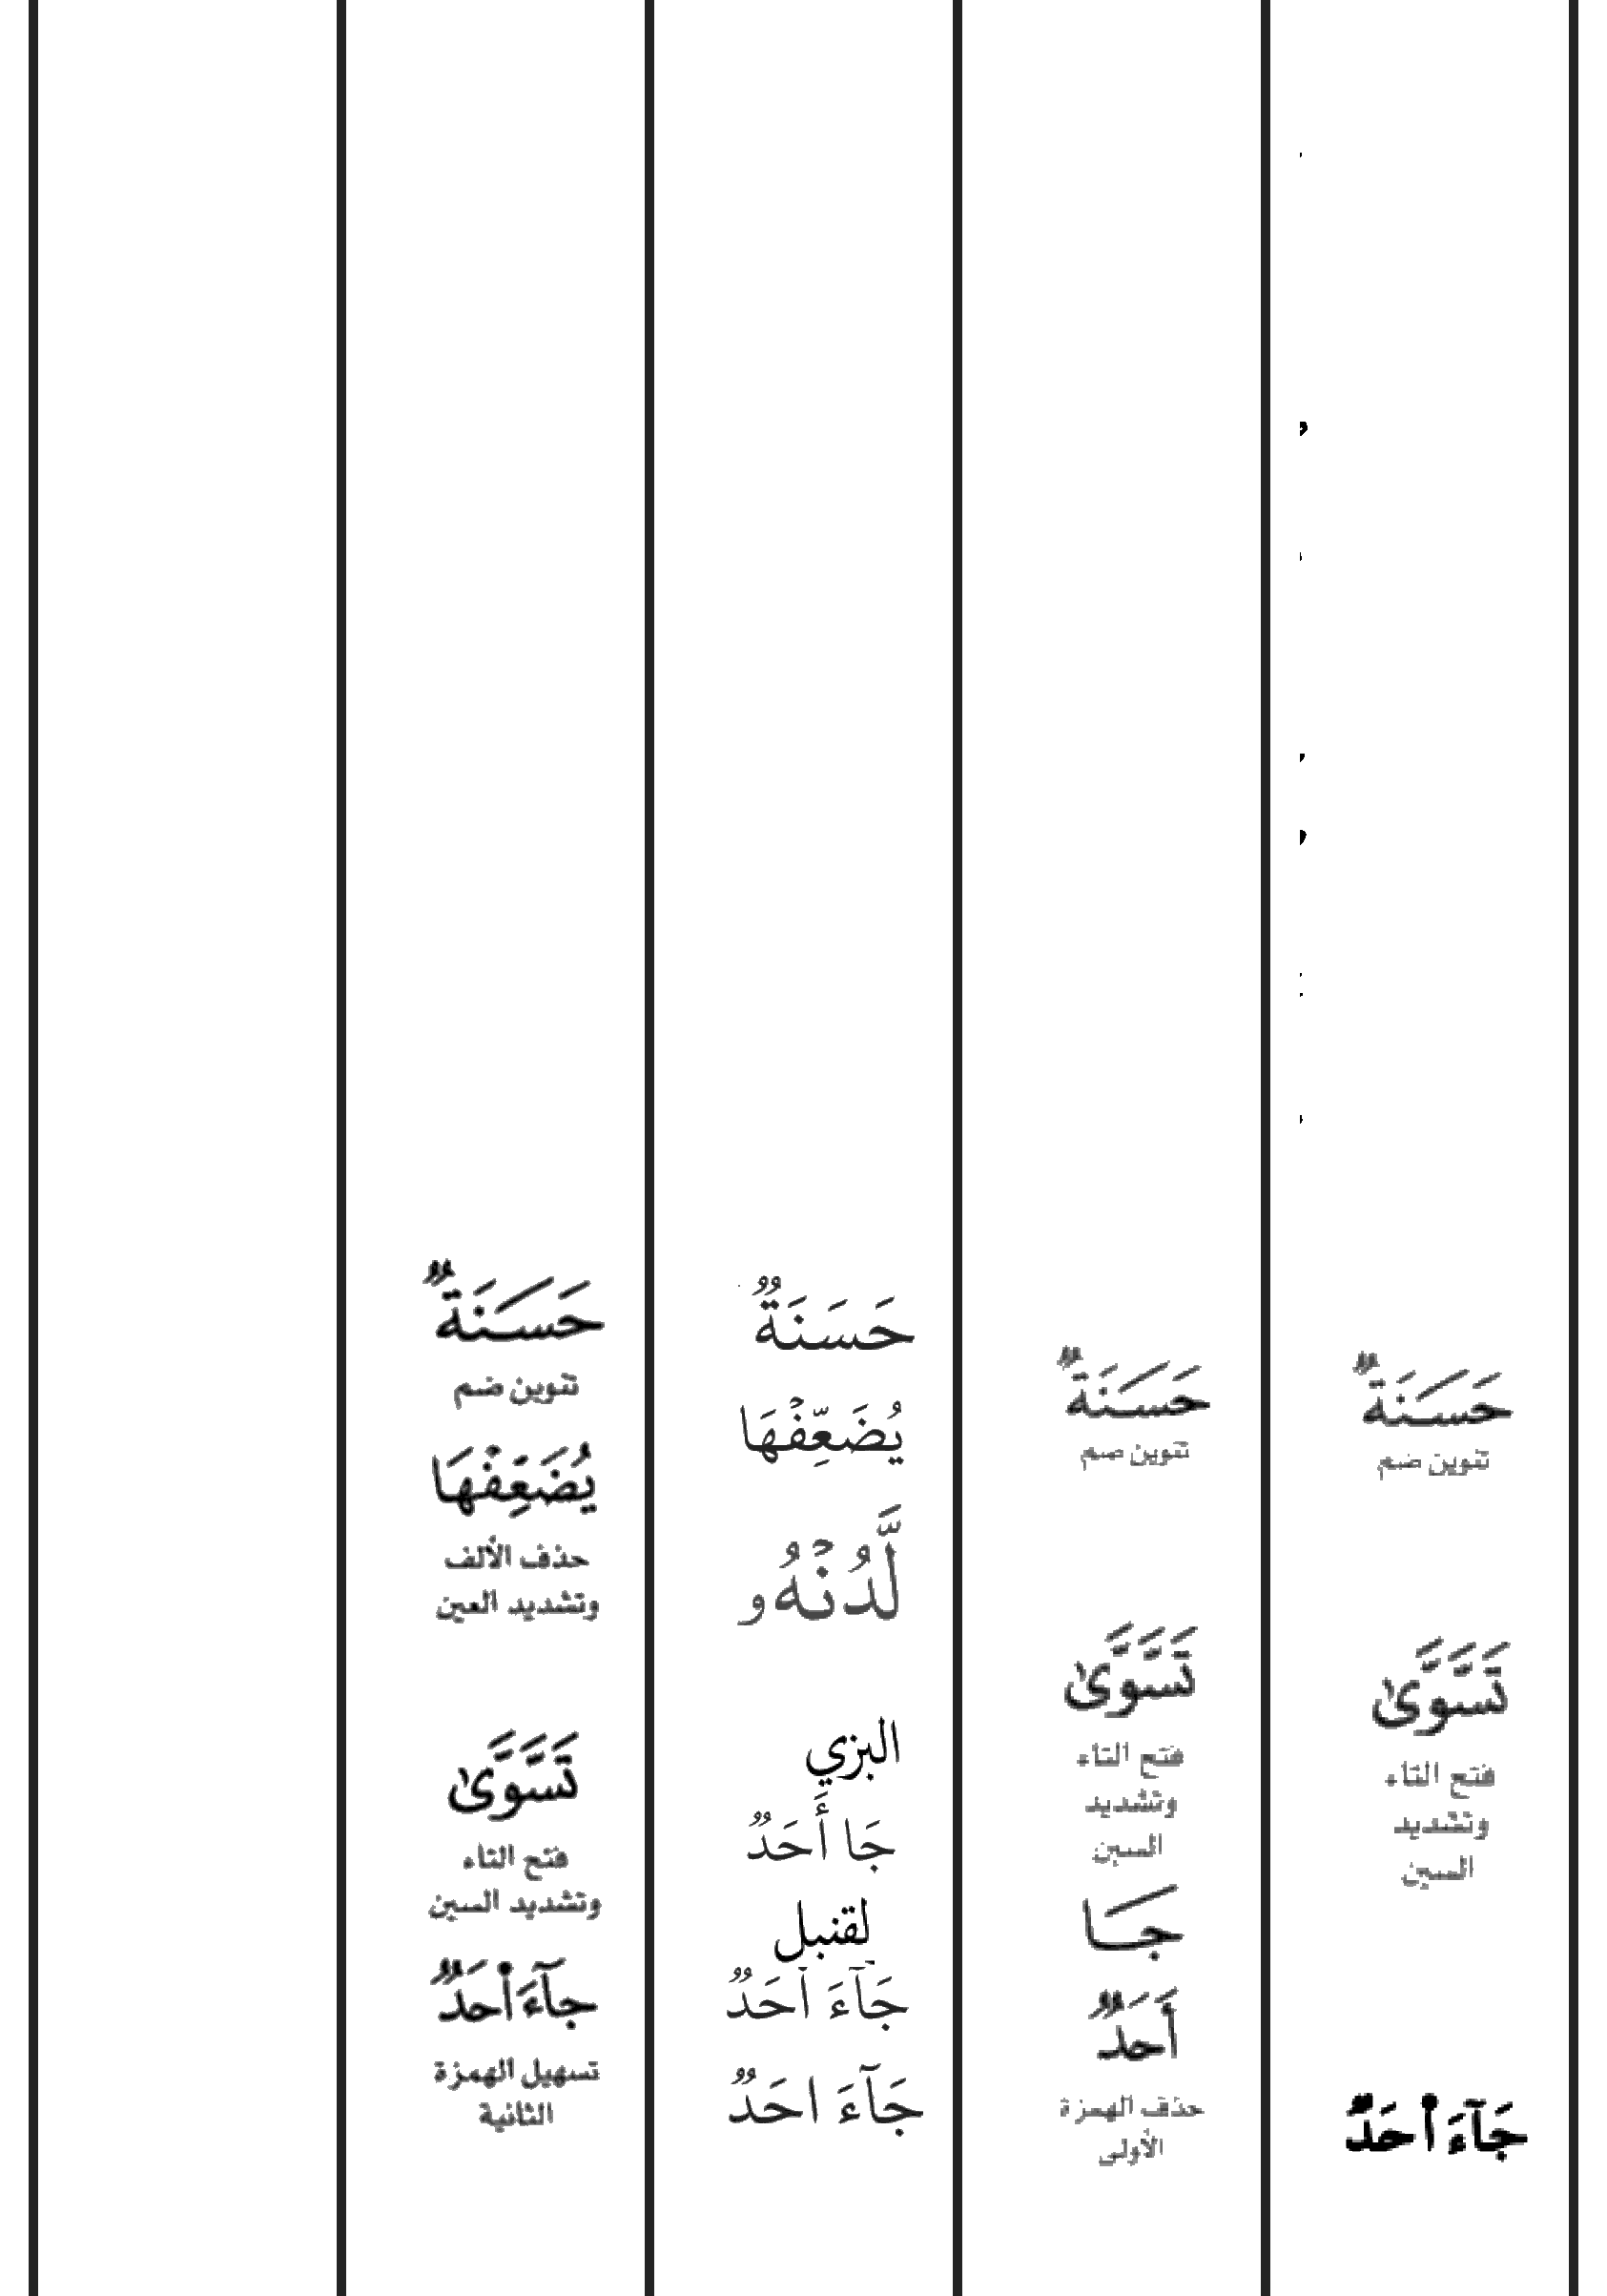 حَسَنَةٌ
تنوين ضم
تَسَّوَّىٰ
فتح التاء
وتشديد
السين
جَآءَ اَ۬حَدٌ
حَسَنَةٌ
تنوين ضم
تَسَّوَّىٰ
فتح التاء
وتشديد
السين
جَا
أَحَدٌ
حذف الهمزة
الأولى
حَسَنَةٌ
يُضَعِّفْهَا
لَّدُنْهُو
البزي
جَا أَحَدٌ
لقنبل
جَآءَ اَ۬حَدٌ
جَآءَ احَدٌ
حَسَنَةٌ
تنوين ضم
يُضَعِّفْهَا
حذف الألف
وتشديد العين
تَسَّوَّىٰ
فتح التاء
وتشديد السين
جَآءَ اَ۬حَدٌ
تسهيل الهمزة
الثانية